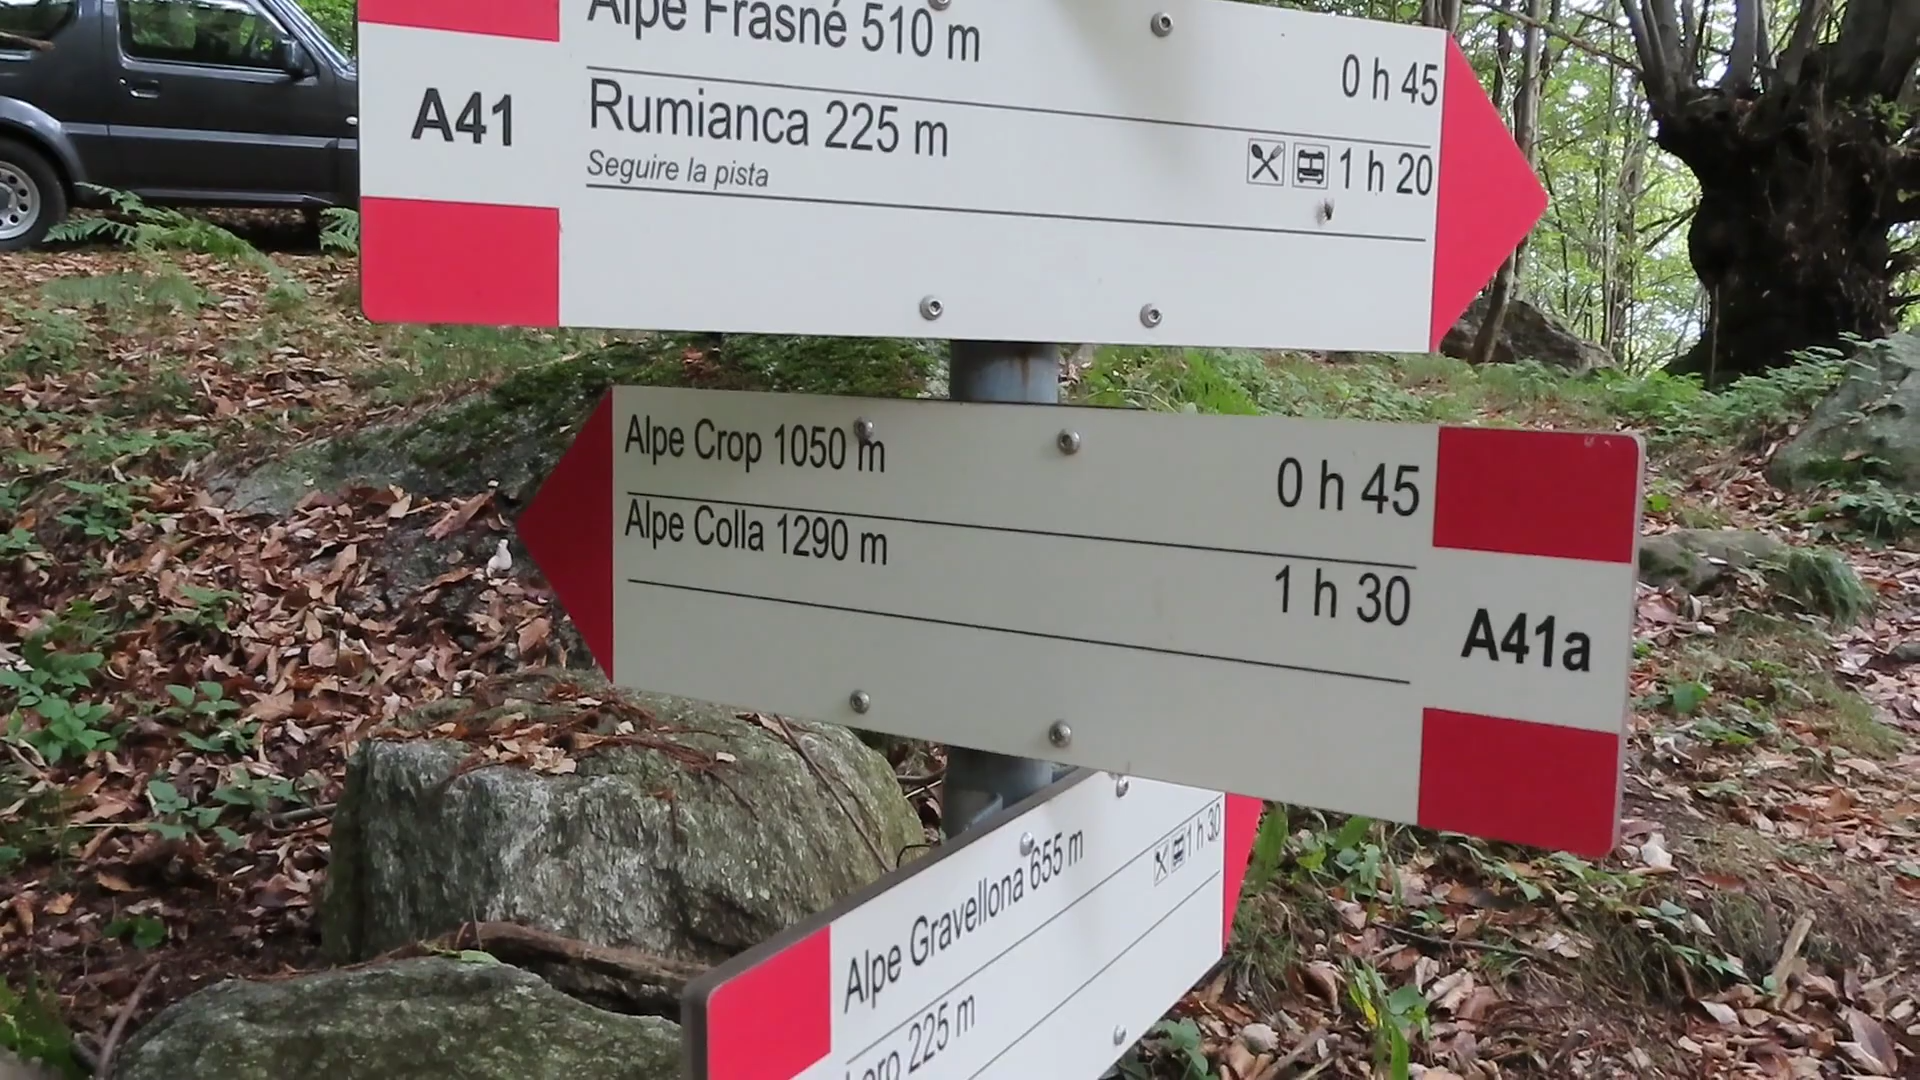 Alpe Frasné 510 m 0 h 45
A41
Rumianca 225 m 1 h 20
Seguire la pista
Alpe Crop 1050 m 0 h 45
Alpe Colla 1290 m 1 h 30
A41a
Alpe Gravellona 655 m
1 h 30
225 m